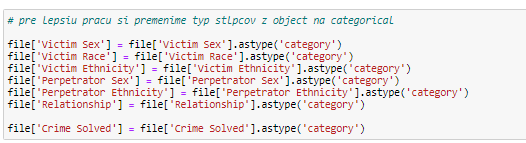 # pre lepsiu pracu si premenime typ stlpcov z object na categorical
file['Victim Sex'] = file['Victim Sex'].astype('category')
file['Victim Race'] = file['Victim Race'].astype('category')
file['Victim Ethnicity'] = file['Victim Ethnicity'].astype('category')
file['Perpetrator Sex'] = file['Perpetrator Sex'].astype('category')
file['Perpetrator Ethnicity'] = file['Perpetrator Ethnicity'].astype('category')
file['Relationship'] = file['Relationship'].astype('category')
file['Crime Solved'] = file['Crime Solved'].astype('category')